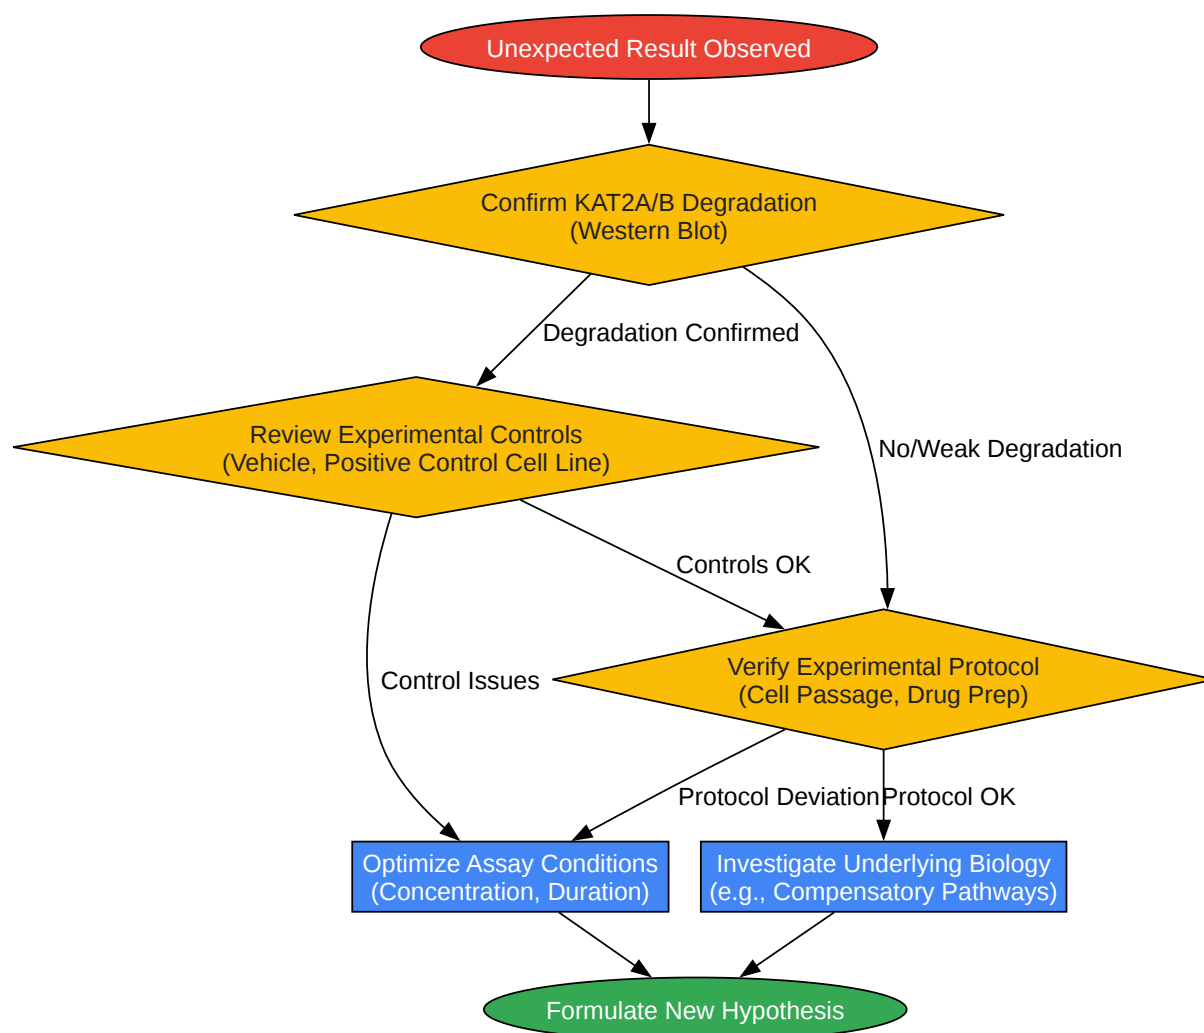 Unexpected Result Observed
Confirm KAT2A/B Degradation
(Western Blot)
Degradation Confirmed
Review Experimental Controls
(Vehicle, Positive Control Cell Line)
No/Weak Degradation
Controls OK
Verify Experimental Protocol
(Cell Passage, Drug Prep)
Control Issues
Protocol Deviation
Protocol OK
Optimize Assay Conditions
(Concentration, Duration)
Investigate Underlying Biology
(e.g., Compensatory Pathways)
Formulate New Hypothesis